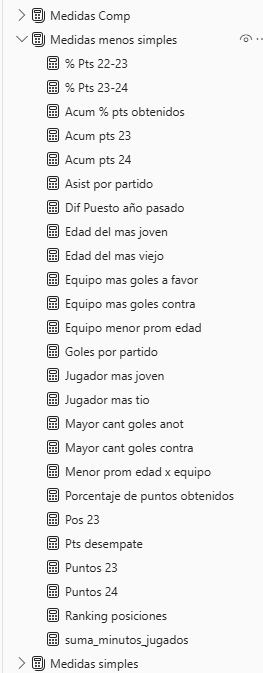 Medidas Comp
Medidas menos simples
% Pts 22-23
% Pts 23-24
Acum % pts obtenidos
Acum pts 23
Acum pts 24
Asist por partido
Dif Puesto año pasado
Edad del mas joven
Edad del mas viejo
Equipo mas goles a favor
Equipo mas goles contra
Equipo menor prom edad
Goles por partido
Jugador mas joven
Jugador mas tio
Mayor cant goles anot
Mayor cant goles contra
Menor prom edad x equipo
Porcentaje de puntos obtenidos
Pos 23
Pts desempate
Puntos 23
Puntos 24
Ranking posiciones
suma_minutos_jugados
Medidas simples